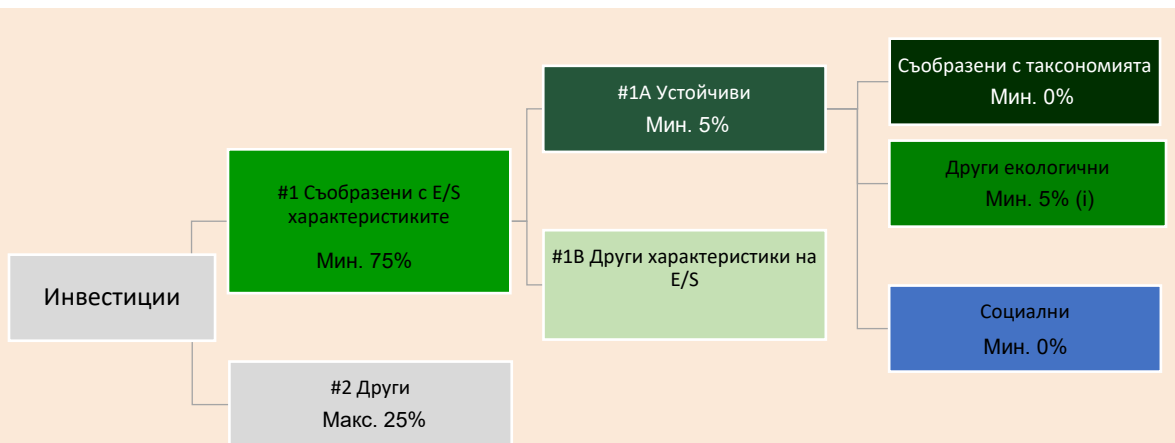 Инвестиции
#1 Съобразени с E/S
характеристиките
Мин. 75%
#2 Други
Макс. 25%
#1A Устойчиви
Мин. 5%
#1B Други характеристики на
E/S
Съобразени с таксономията
Мин. 0%
Други екологични
Мин. 5% (i)
Социални
Мин. 0%